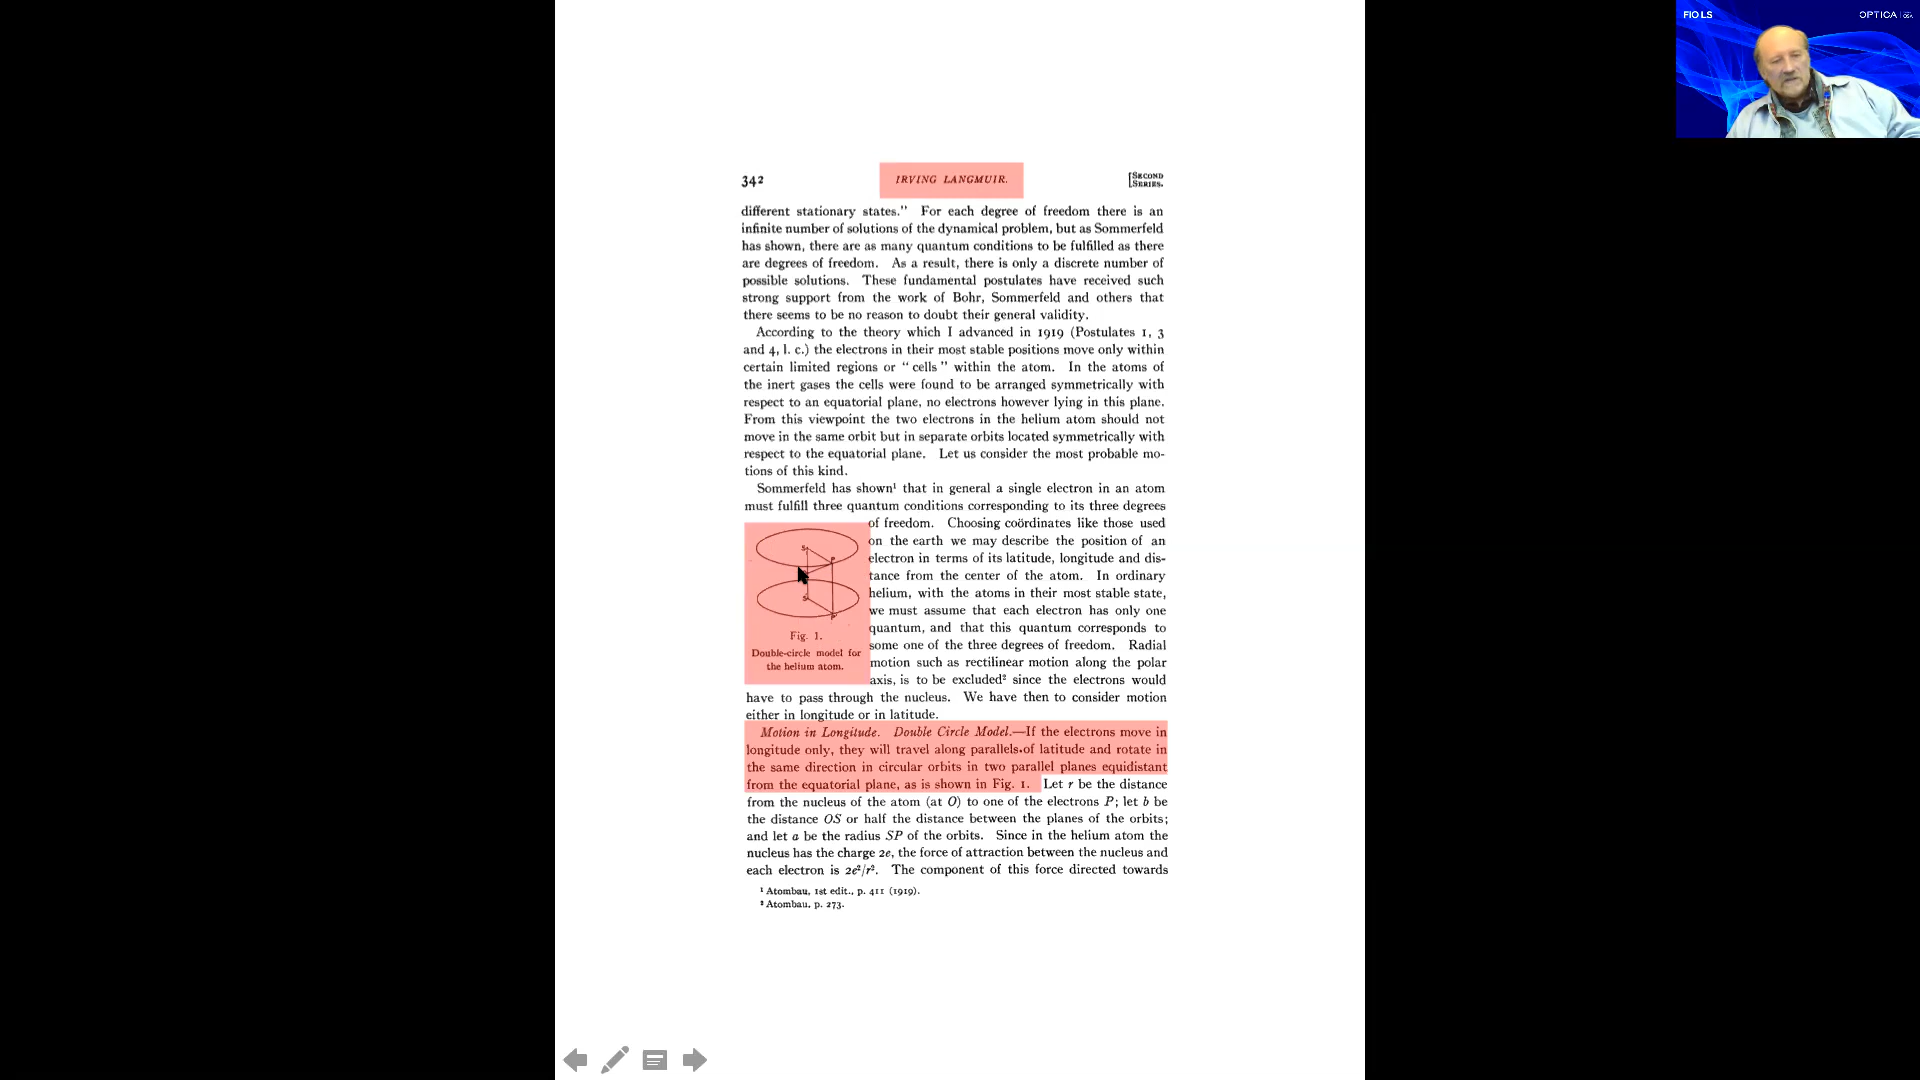 FIO LS
OPTICA
342
IRVING LANGMUIR.
[SECOND SERIES.
different stationary states." For each degree of freedom there is an
infinite number of solutions of the dynamical problem, but as Sommerfeld
has shown, there are as many quantum conditions to be fulfilled as there
are degrees of freedom. As a result, there is only a discrete number of
possible solutions. These fundamental postulates have received such
strong support from the work of Bohr, Sommerfeld and others that
there seems to be no reason to doubt their general validity.
According to the theory which I advanced in 1919 (Postulates 1, 3
and 4, l. c.) the electrons in their most stable positions move only within
certain limited regions or "cells" within the atom. In the atoms of
the inert gases the cells were found to be arranged symmetrically with
respect to an equatorial plane, no electrons however lying in this plane.
From this viewpoint the two electrons in the helium atom should not
move in the same orbit but in separate orbits located symmetrically with
respect to the equatorial plane. Let us consider the most probable mo-
tions of this kind.
Sommerfeld has shown¹ that in general a single electron in an atom
must fulfill three quantum conditions corresponding to its three degrees
of freedom. Choosing coördinates like those used
on the earth we may describe the position of an
electron in terms of its latitude, longitude and dis-
tance from the center of the atom. In ordinary
helium, with the atoms in their most stable state,
we must assume that each electron has only one
quantum, and that this quantum corresponds to
some one of the three degrees of freedom. Radial
motion such as rectilinear motion along the polar
axis, is to be excluded² since the electrons would
S
P
S
P
Fig. 1.
Double-circle model for
the helium atom.
have to pass through the nucleus. We have then to consider motion
either in longitude or in latitude.
Motion in Longitude. Double Circle Model.—If the electrons move in
longitude only, they will travel along parallels of latitude and rotate in
the same direction in circular orbits in two parallel planes equidistant
from the equatorial plane, as is shown in Fig. 1. Let r be the distance
from the nucleus of the atom (at O) to one of the electrons P; let b be
the distance OS or half the distance between the planes of the orbits;
and let a be the radius SP of the orbits. Since in the helium atom the
nucleus has the charge 2e, the force of attraction between the nucleus and
each electron is 2e²/r². The component of this force directed towards
¹ Atombau, 1st edit., p. 411 (1919).
² Atombau, p. 273.